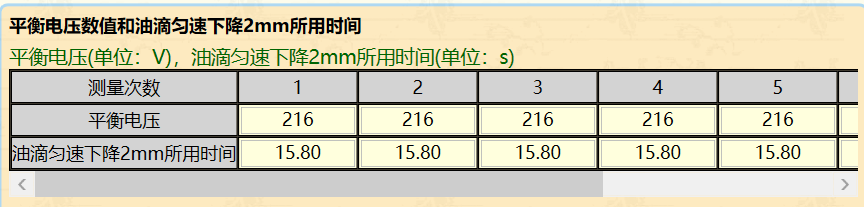 平衡电压数值和油滴匀速下降2mm所用时间
平衡电压(单位：V)，油滴匀速下降2mm所用时间(单位：s)
测量次数 1 2 3 4 5
平衡电压 216 216 216 216 216
油滴匀速下降2mm所用时间 15.80 15.80 15.80 15.80 15.80